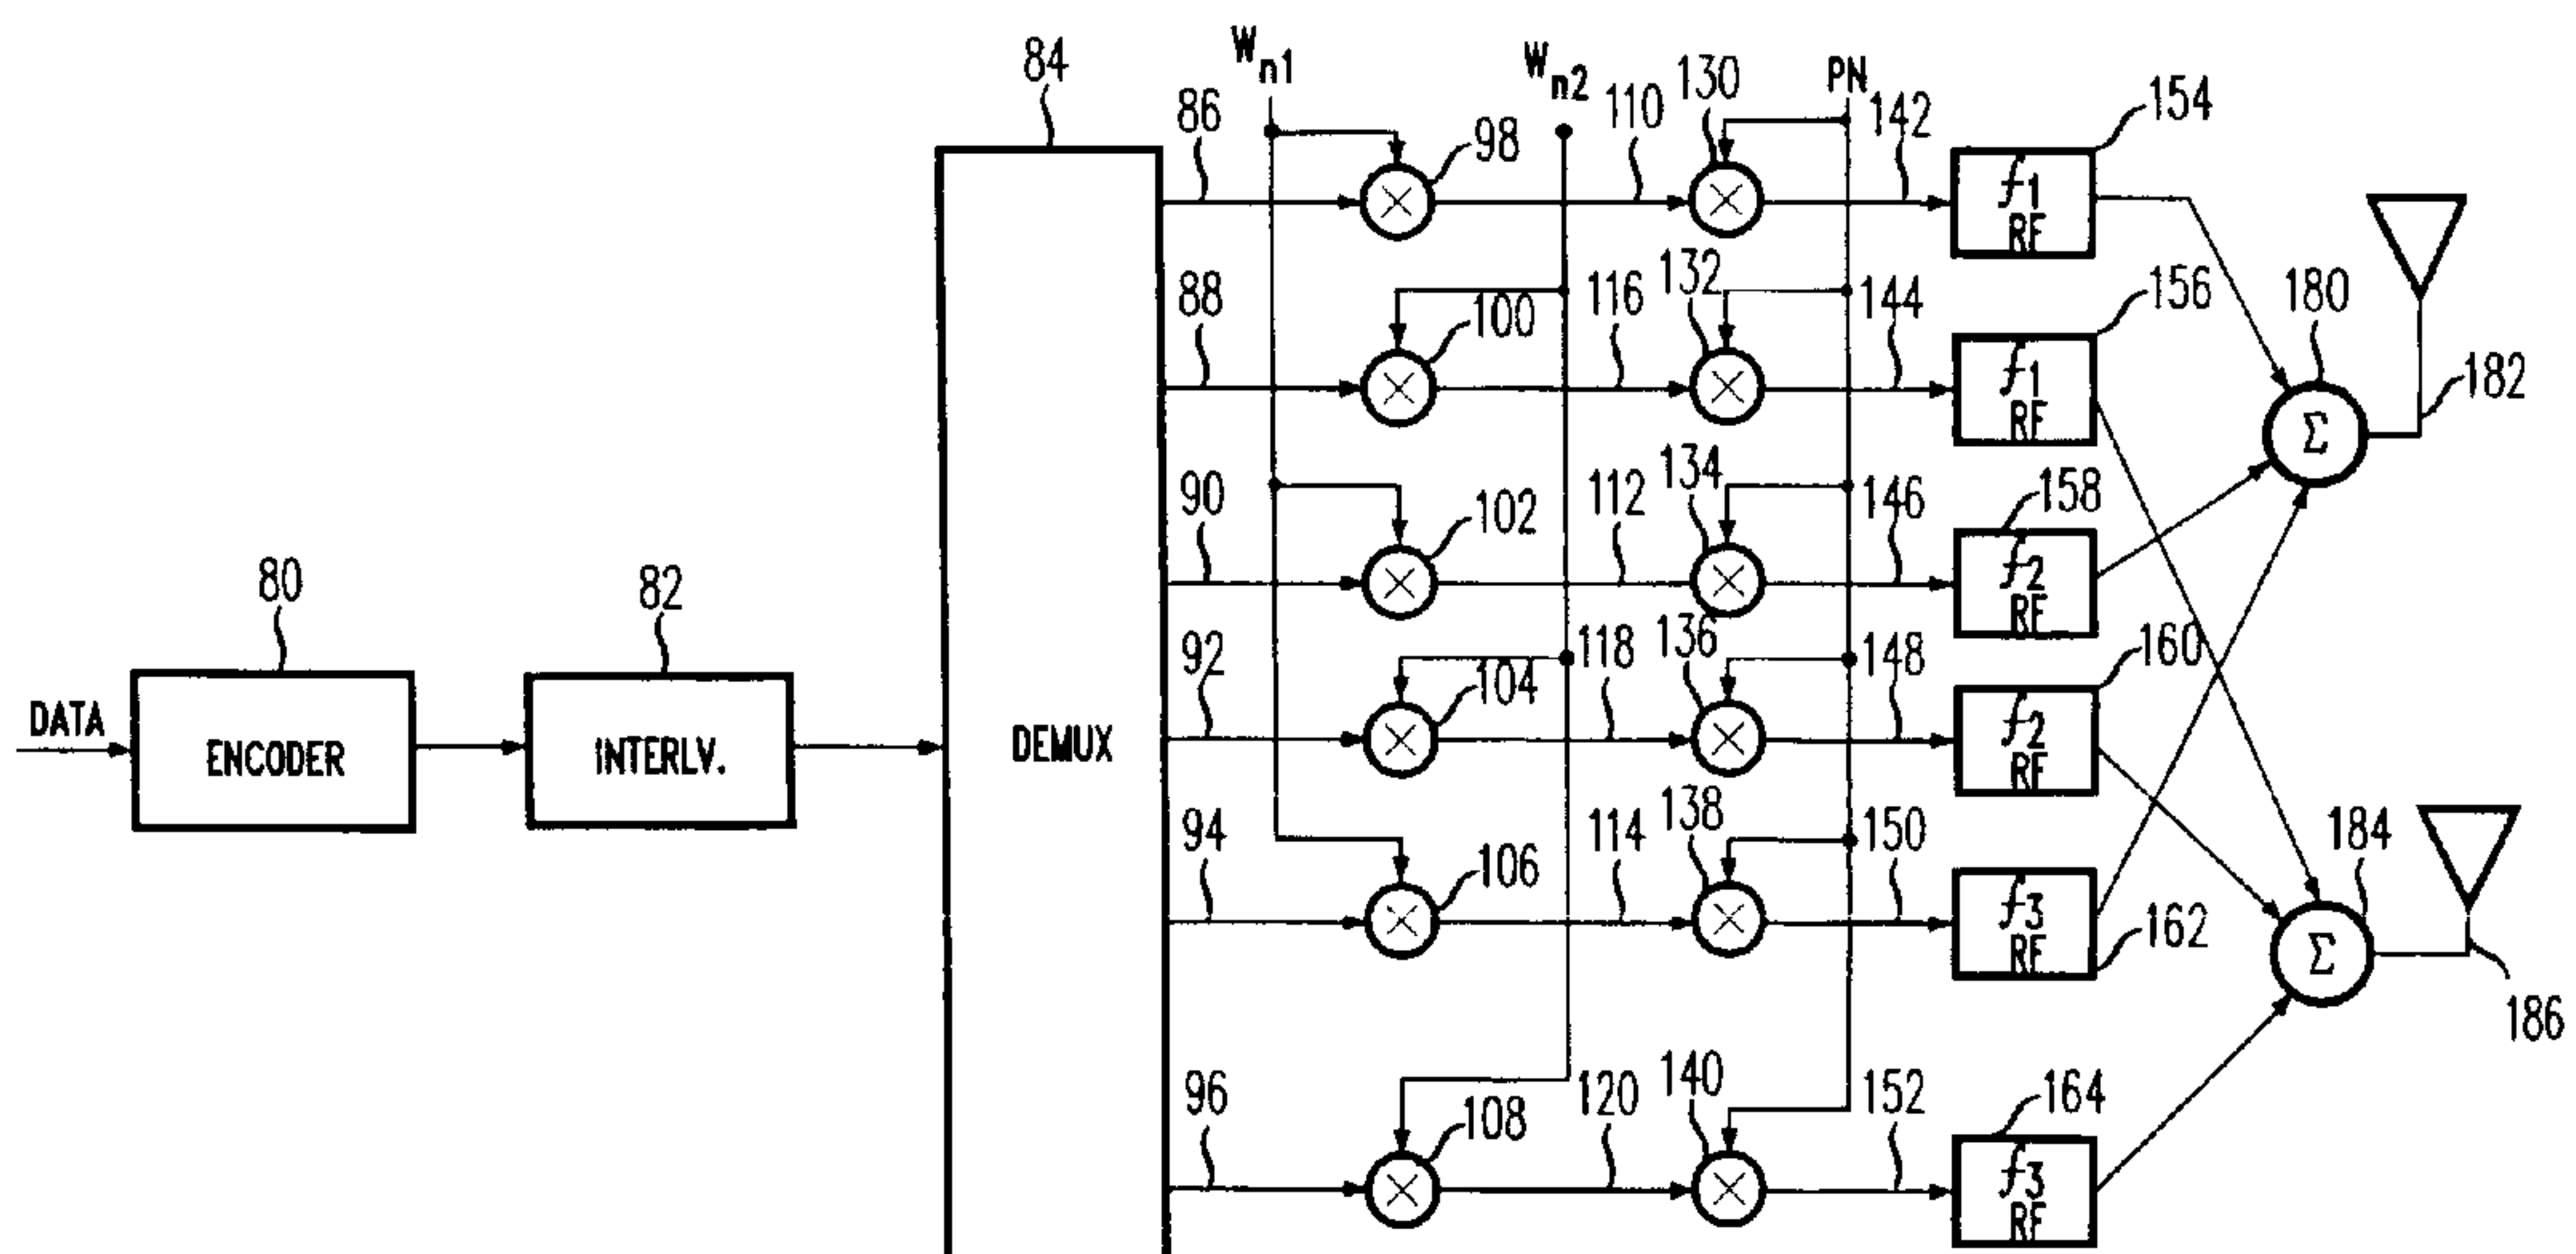 84
W n1
W n2
130
PN
86
98
110
142
f1 RF
154
88
100
116
132
144
f1 RF
156
180
182
90
102
112
134
146
158
f2 RF
80
82
92
104
118
136
148
160
f2 RF
DATA
ENCODER
INTERLV.
DEMUX
94
106
114
138
150
f3 RF
162
184
186
96
108
120
140
152
164
f3 RF
Σ
Σ